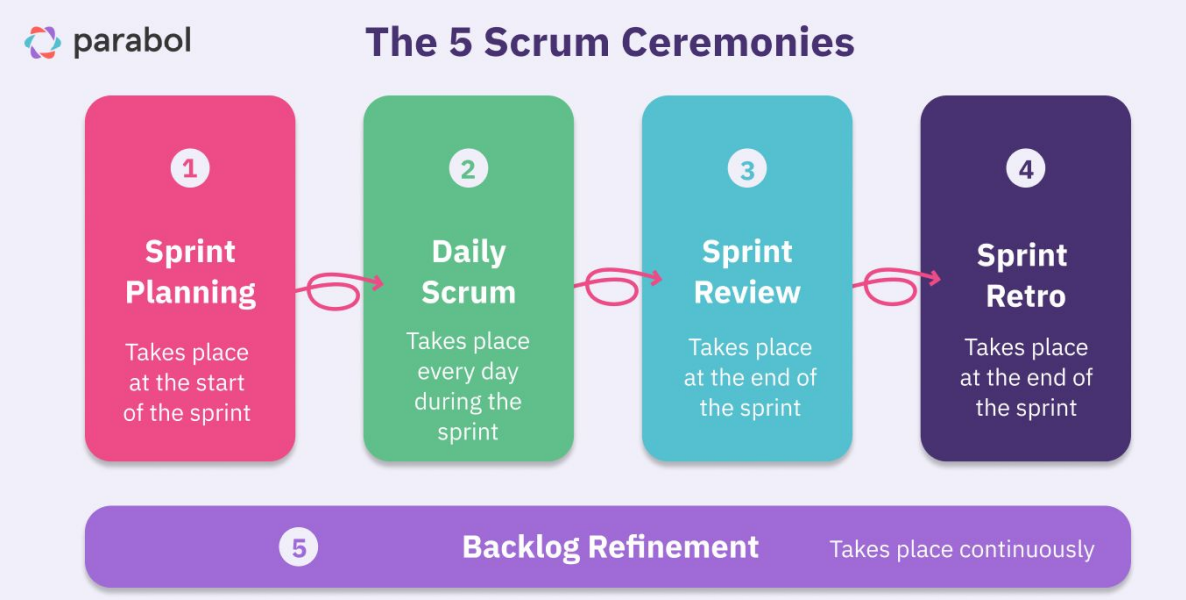 parabol
The 5 Scrum Ceremonies
1
Sprint
Planning
Takes place
at the start
of the sprint
2
Daily
Scrum
Takes place
every day
during the
sprint
3
Sprint
Review
Takes place
at the end of
the sprint
4
Sprint
Retro
Takes place
at the end of
the sprint
5
Backlog Refinement
Takes place continuously